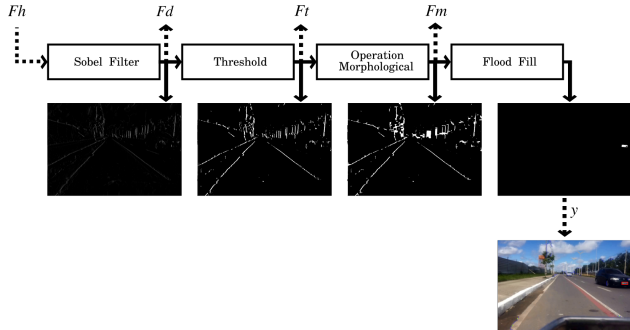 Fh
Fd
Ft
Fm
Sobel Filter
Threshold
Operation
Morphological
Flood Fill
y